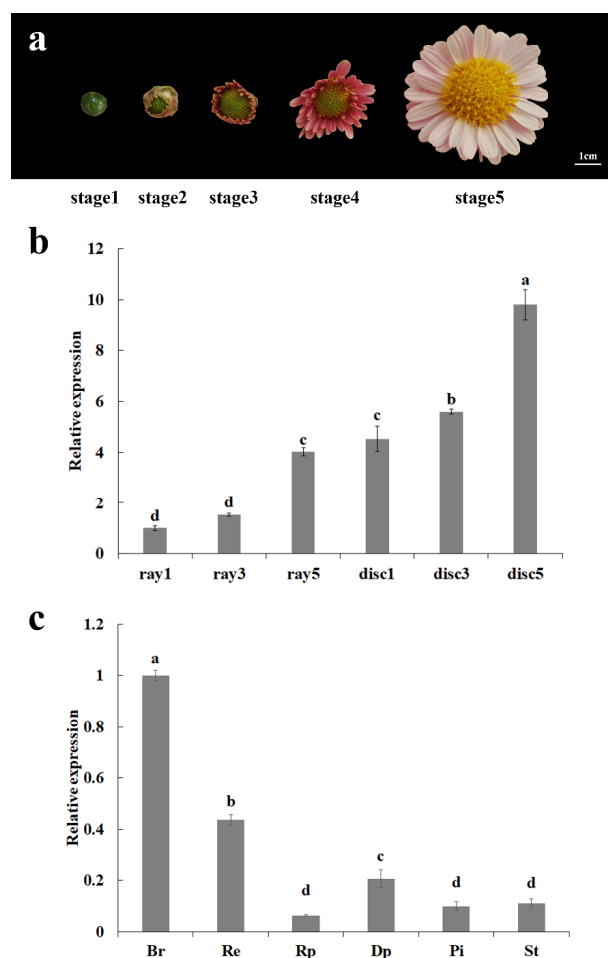 a
1cm
stage1 stage2 stage3 stage4 stage5
b
Relative expression
12
10
8
6
4
2
0
d
d
c
c
b
a
ray1 ray3 ray5 disc1 disc3 disc5
c
Relative expression
1.2
1
0.8
0.6
0.4
0.2
0
a
b
d
c
d
d
Br Re Rp Dp Pi St